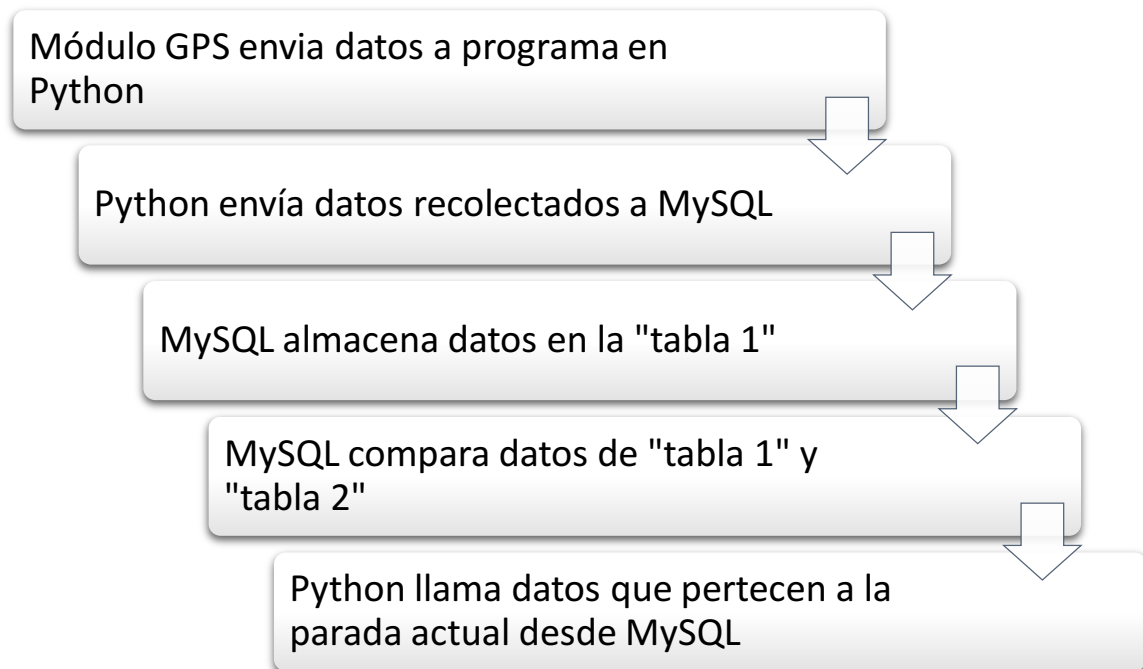 Módulo GPS envia datos a programa en
Python
Python envía datos recolectados a MySQL
MySQL almacena datos en la "tabla 1"
MySQL compara datos de "tabla 1" y
"tabla 2"
Python llama datos que pertecen a la
parada actual desde MySQL